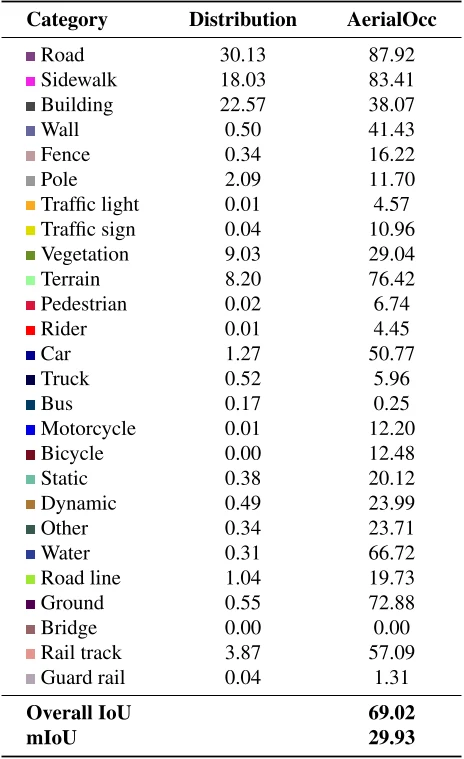 Category Distribution AerialOcc
Road 30.13 87.92
Sidewalk 18.03 83.41
Building 22.57 38.07
Wall 0.50 41.43
Fence 0.34 16.22
Pole 2.09 11.70
Traffic light 0.01 4.57
Traffic sign 0.04 10.96
Vegetation 9.03 29.04
Terrain 8.20 76.42
Pedestrian 0.02 6.74
Rider 0.01 4.45
Car 1.27 50.77
Truck 0.52 5.96
Bus 0.17 0.25
Motorcycle 0.01 12.20
Bicycle 0.00 12.48
Static 0.38 20.12
Dynamic 0.49 23.99
Other 0.34 23.71
Water 0.31 66.72
Road line 1.04 19.73
Ground 0.55 72.88
Bridge 0.00 0.00
Rail track 3.87 57.09
Guard rail 0.04 1.31
Overall IoU 69.02
mIoU 29.93